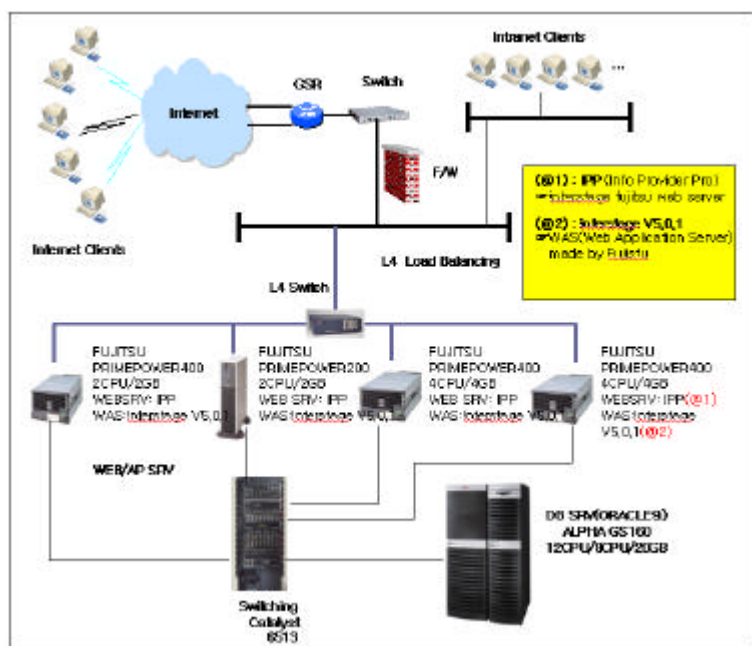 Intranet Clients
...
GSR
Switch
Internet
F/W
(@1) : IPP(Info Provider Pro)
interstage fujitsu web server
(@2) : Interstage V5,0,1
WAS(Web Application Server)
made by Fujistu
Internet Clients
L4 Load Balancing
L4 Switch
FUJITSU
PRIMEPOWER400
2CPU/2GB
WEBSRV: IPP
WAS:Interstage V5,0,1
FUJITSU
PRIMEPOWER200
2CPU/2GB
WEB SRV: IPP
WAS:Interstage V5,0,1
FUJITSU
PRIMEPOWER400
4CPU/4GB
WEB SRV: IPP
WAS:Interstage V5,0,1
FUJITSU
PRIMEPOWER400
4CPU/4GB
WEBSRV: IPP(@1)
WAS:Interstage
V5,0,1(@2)
WEB/AP SRV
DB SRV(ORACLE9i)
ALPHA GS160
12CPU/8CPU/20GB
Switching
Catalyst
6513